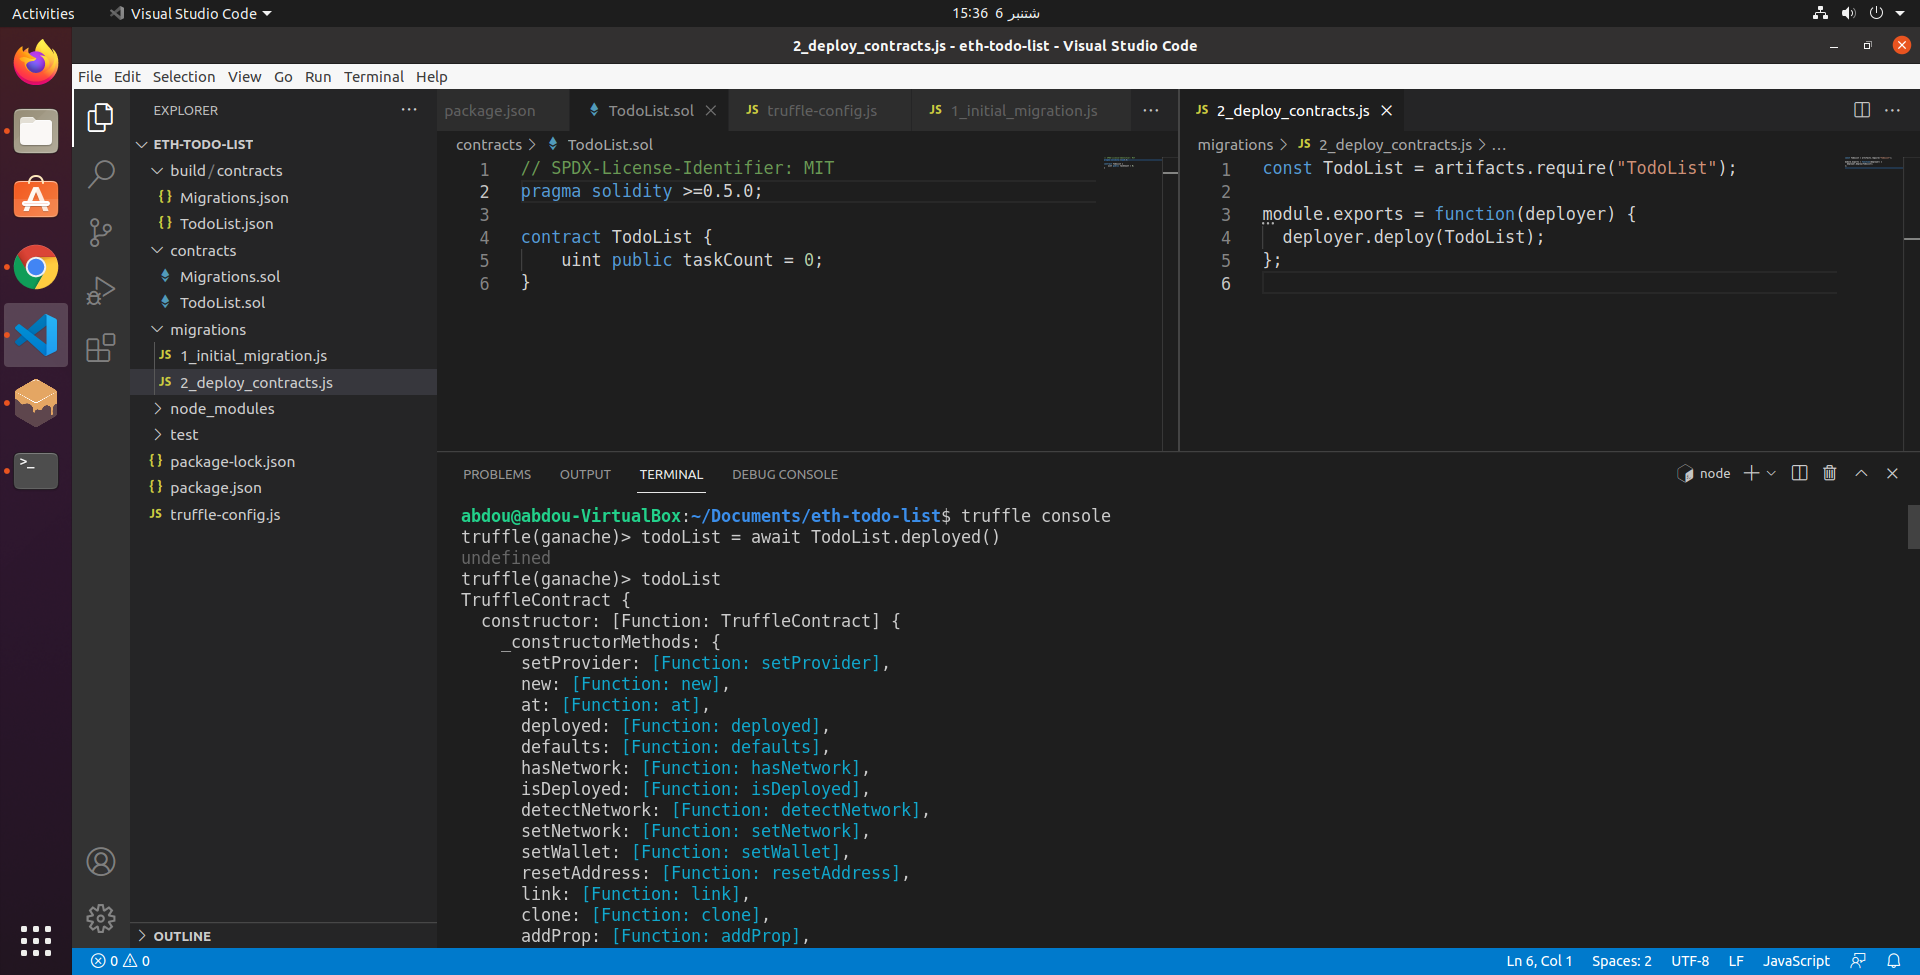 Activities
Visual Studio Code
15:36 6 شتنبر
2_deploy_contracts.js - eth-todo-list - Visual Studio Code
File Edit Selection View Go Run Terminal Help
EXPLORER
ETH-TODO-LIST
build/contracts
{} Migrations.json
{} TodoList.json
contracts
Migrations.sol
TodoList.sol
migrations
JS 1_initial_migration.js
JS 2_deploy_contracts.js
node_modules
test
{} package-lock.json
{} package.json
JS truffle-config.js
OUTLINE
package.json
TodoList.sol
JS truffle-config.js
JS 1_initial_migration.js
contracts > TodoList.sol
1 // SPDX-License-Identifier: MIT
2 pragma solidity >=0.5.0;
3
4 contract TodoList {
5     uint public taskCount = 0;
6 }
JS 2_deploy_contracts.js
migrations > JS 2_deploy_contracts.js > ...
1 const TodoList = artifacts.require("TodoList");
2
3 module.exports = function(deployer) {
4   deployer.deploy(TodoList);
5 };
6
PROBLEMS OUTPUT TERMINAL DEBUG CONSOLE
node
abdou@abdou-VirtualBox:~/Documents/eth-todo-list$ truffle console
truffle(ganache)> todoList = await TodoList.deployed()
undefined
truffle(ganache)> todoList
TruffleContract {
  constructor: [Function: TruffleContract] {
    _constructorMethods: {
      setProvider: [Function: setProvider],
      new: [Function: new],
      at: [Function: at],
      deployed: [Function: deployed],
      defaults: [Function: defaults],
      hasNetwork: [Function: hasNetwork],
      isDeployed: [Function: isDeployed],
      detectNetwork: [Function: detectNetwork],
      setNetwork: [Function: setNetwork],
      setWallet: [Function: setWallet],
      resetAddress: [Function: resetAddress],
      link: [Function: link],
      clone: [Function: clone],
      addProp: [Function: addProp],
0 0
Ln 6, Col 1 Spaces: 2 UTF-8 LF JavaScript